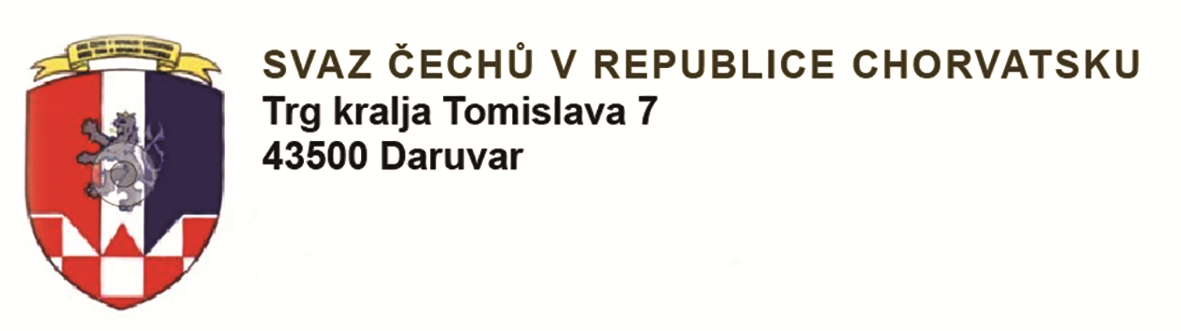 SVAZ ČECHŮ V REPUBLICE CHORVATSKU
Trg kralja Tomislava 7
43500 Daruvar